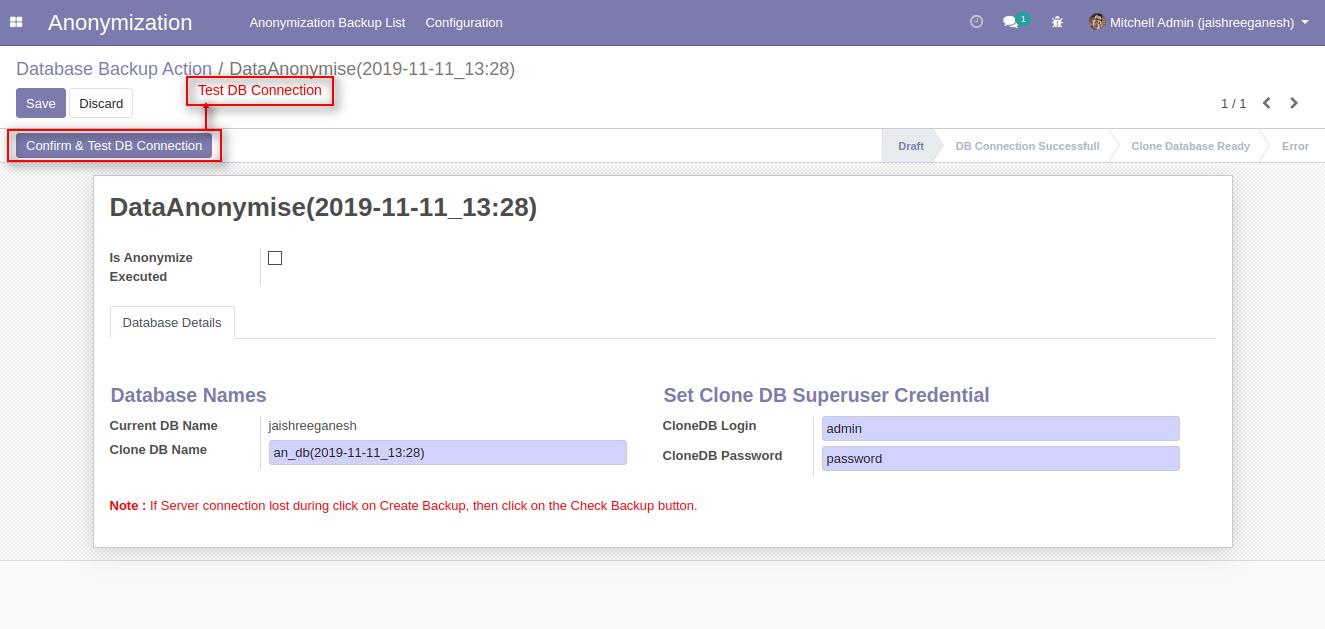 Anonymization Anonymization Backup List Configuration 1 Mitchell Admin (jaishreeganesh)
Database Backup Action / DataAnonymise(2019-11-11_13:28)
Test DB Connection
Save Discard 1 / 1
Confirm & Test DB Connection Draft DB Connection Successfull Clone Database Ready Error
DataAnonymise(2019-11-11_13:28)
Is Anonymize
Executed
Database Details
Database Names Set Clone DB Superuser Credential
Current DB Name jaishreeganesh CloneDB Login admin
Clone DB Name an_db(2019-11-11_13:28) CloneDB Password password
Note : If Server connection lost during click on Create Backup, then click on the Check Backup button.